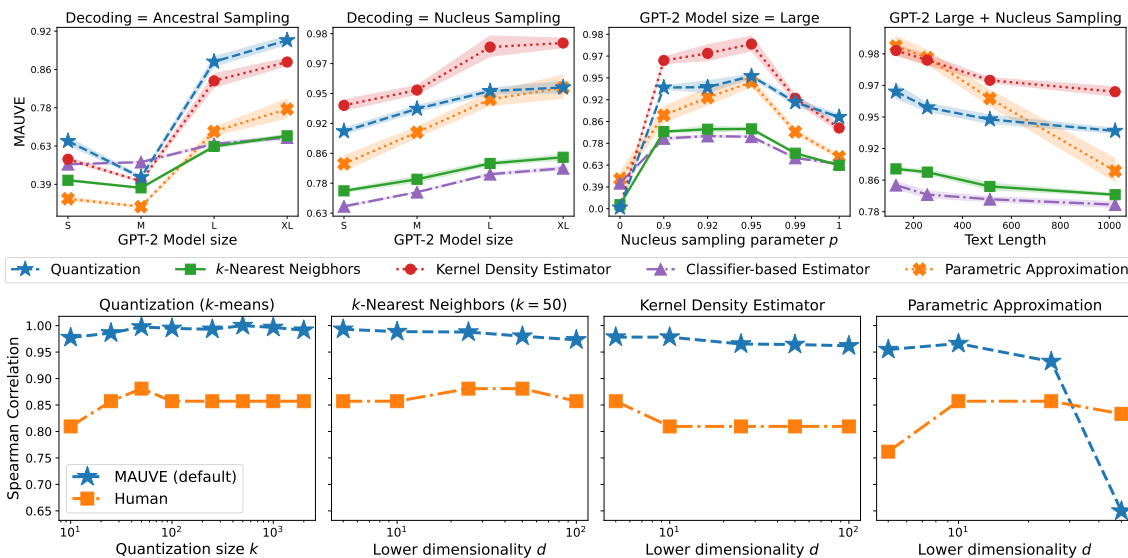 Decoding = Ancestral Sampling
MAUVE
0.92
0.86
0.78
0.63
0.39
S M L XL
GPT-2 Model size
Decoding = Nucleus Sampling
0.98
0.97
0.95
0.92
0.86
0.78
0.63
S M L XL
GPT-2 Model size
GPT-2 Model size = Large
0.98
0.97
0.95
0.92
0.86
0.78
0.63
0.39
0.0
0 0.9 0.92 0.95 0.99 1
Nucleus sampling parameter p
GPT-2 Large + Nucleus Sampling
0.98
0.97
0.95
0.92
0.86
0.78
200 400 600 800 1000
Text Length
Quantization k-Nearest Neigbhors Kernel Density Estimator Classifier-based Estimator Parametric Approximation
Quantization (k-means)
Spearman Correlation
1.00
0.95
0.90
0.85
0.80
0.75
0.70
0.65
MAUVE (default)
Human
10¹ 10² 10³
Quantization size k
k-Nearest Neighbors (k = 50)
10¹ 10²
Lower dimensionality d
Kernel Density Estimator
10¹ 10²
Lower dimensionality d
Parametric Approximation
10¹
Lower dimensionality d